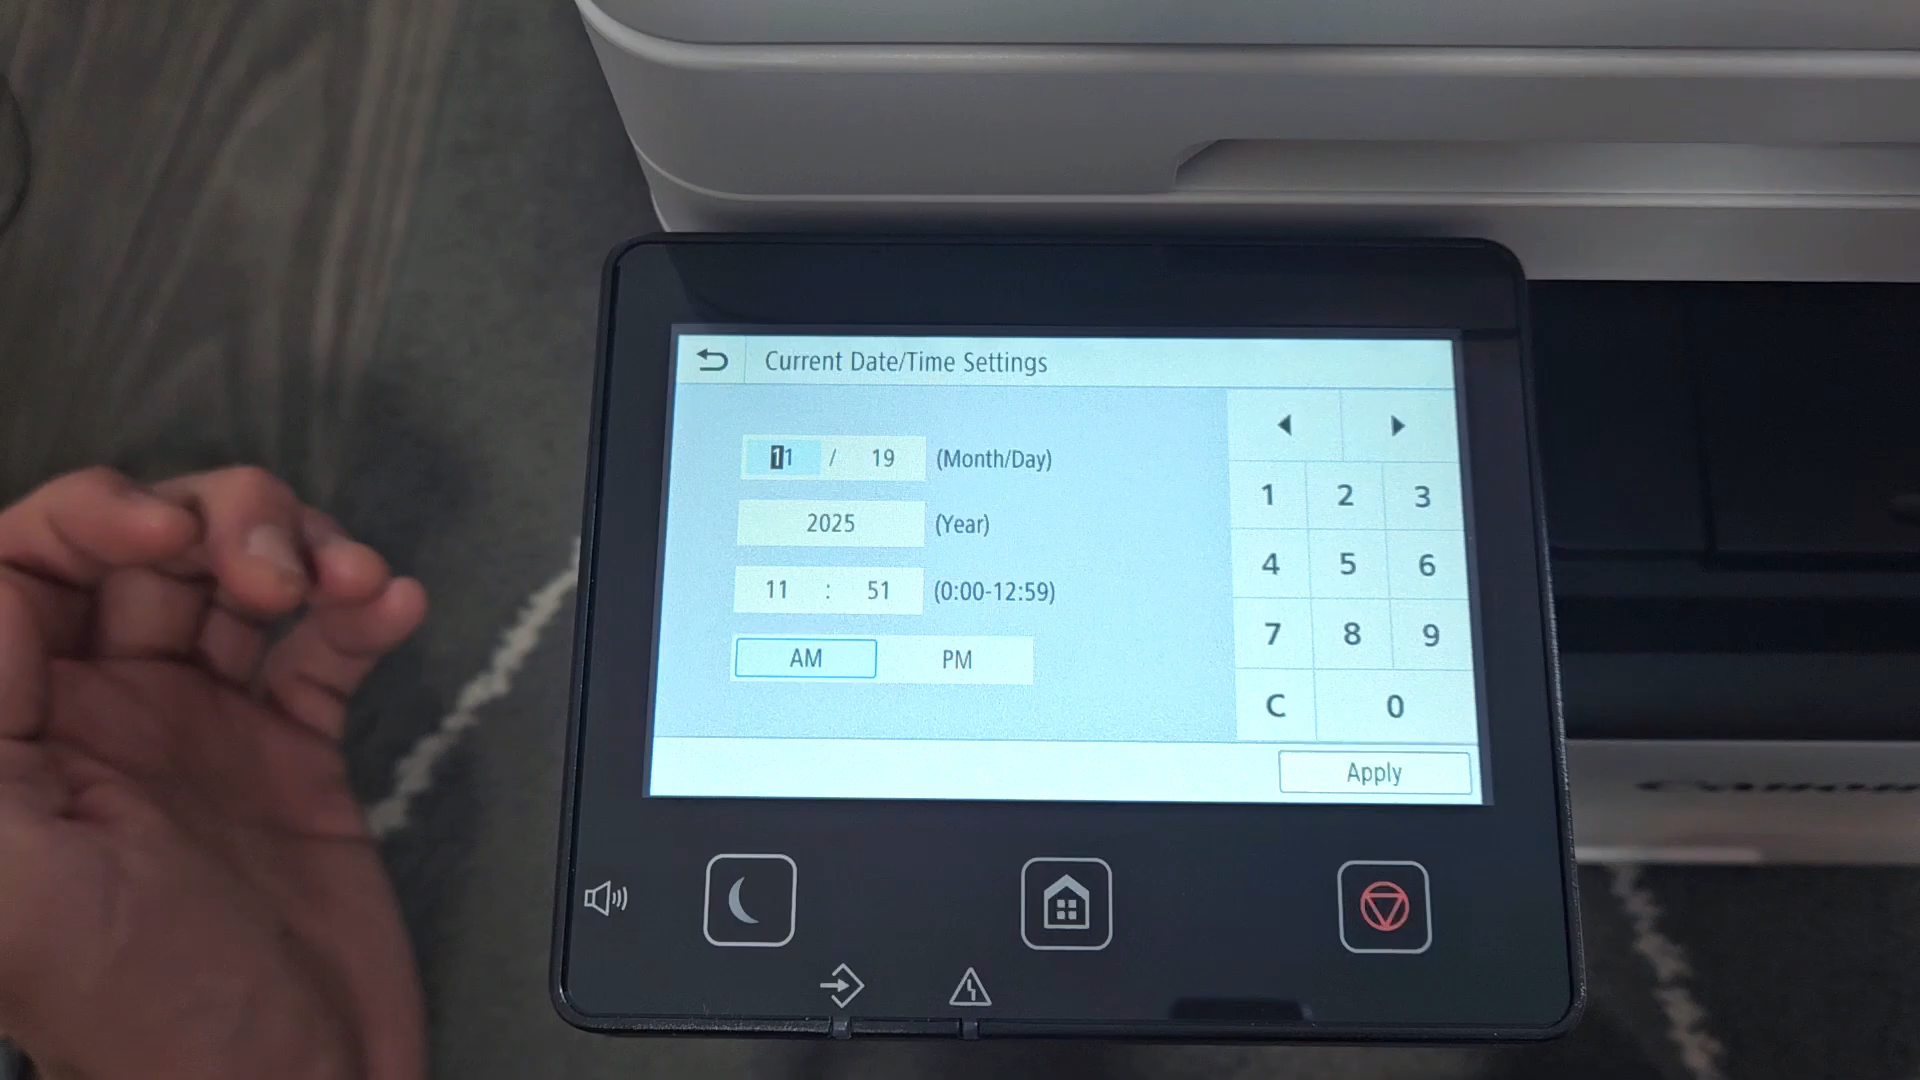 Current Date/Time Settings
11 / 19 (Month/Day)
2025 (Year)
11 : 51 (0:00-12:59)
AM PM
1 2 3
4 5 6
7 8 9
C 0
Apply
Canon